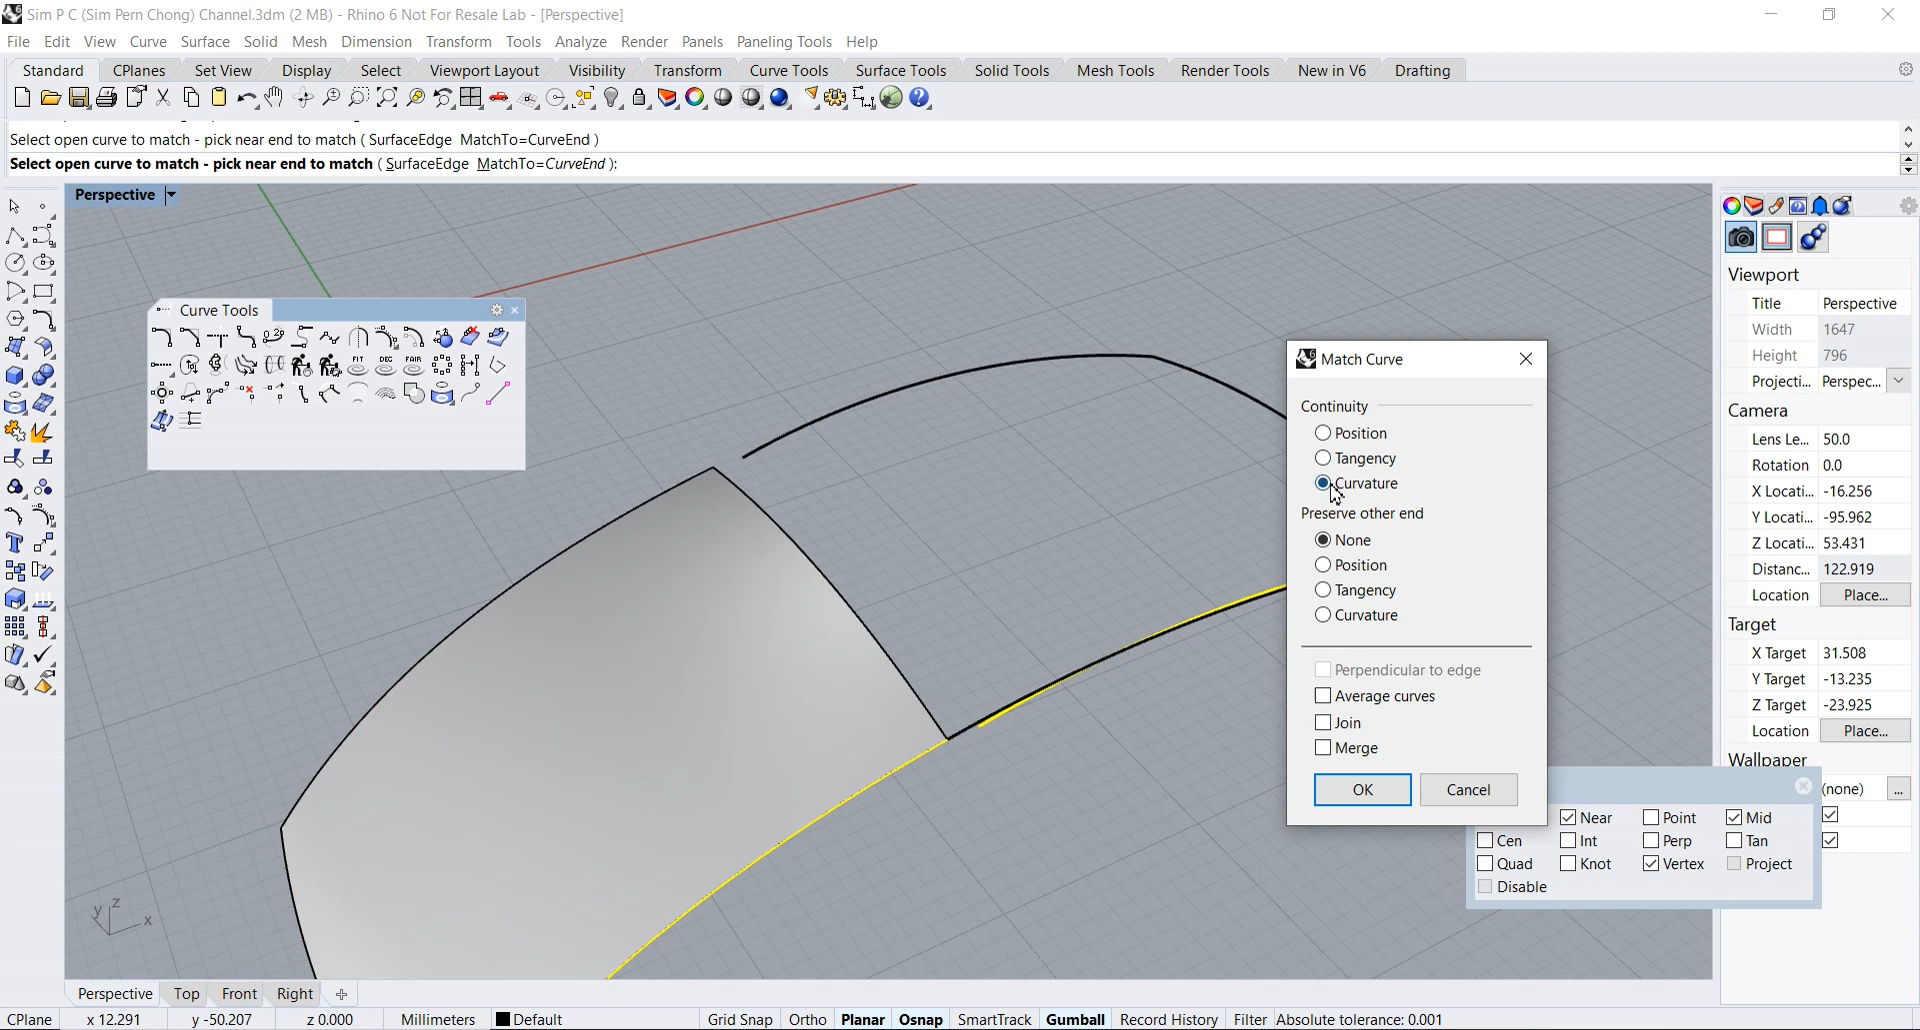 Sim P C (Sim Pern Chong) Channel.3dm (2 MB) - Rhino 6 Not For Resale Lab - [Perspective]
File Edit View Curve Surface Solid Mesh Dimension Transform Tools Analyze Render Panels Paneling Tools Help
Standard CPlanes Set View Display Select Viewport Layout Visibility Transform Curve Tools Surface Tools Solid Tools Mesh Tools Render Tools New in V6 Drafting
Select open curve to match - pick near end to match ( SurfaceEdge MatchTo=CurveEnd )
Select open curve to match - pick near end to match ( SurfaceEdge MatchTo=CurveEnd ):
Perspective
Curve Tools
FIT DEG FAIR
Match Curve
Continuity
Position
Tangency
Curvature
Preserve other end
None
Position
Tangency
Curvature
Perpendicular to edge
Average curves
Join
Merge
OK Cancel
Viewport
Title Perspective
Width 1647
Height 796
Projecti... Perspec...
Camera
Lens Le... 50.0
Rotation 0.0
X Locati... -16.256
Y Locati... -95.962
Z Locati... 53.431
Distanc... 122.919
Location Place...
Target
X Target 31.508
Y Target -13.235
Z Target -23.925
Location Place...
Wallpaper
(none) ...
Near Point Mid
Cen Int Perp Tan
Quad Knot Vertex Project
Disable
y z x
Perspective Top Front Right
CPlane x 12.291 y -50.207 z 0.000 Millimeters Default Grid Snap Ortho Planar Osnap SmartTrack Gumball Record History Filter Absolute tolerance: 0.001